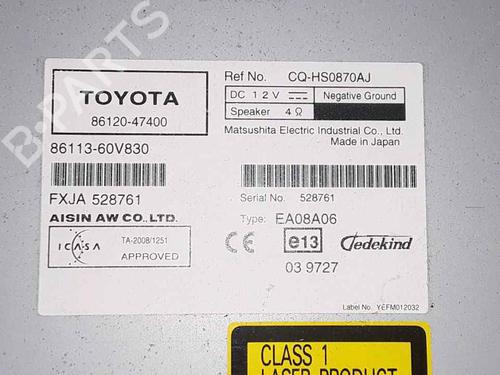 TOYOTA
86120-47400
86113-60V830
FXJA 528761
AISIN AW CO., LTD.
ICASA
TA-2008/1251
APPROVED
Ref No. CQ-HS0870AJ
DC 12V Negative Ground
Speaker 4Ω
Matsushita Electric Industrial Co., Ltd.
Made in Japan
Serial No. 528761
Type: EA08A06
CE e13 Tedekind
03 9727
Label No. YEFM012032
CLASS 1
LASER PRODUCT
B-PARTS